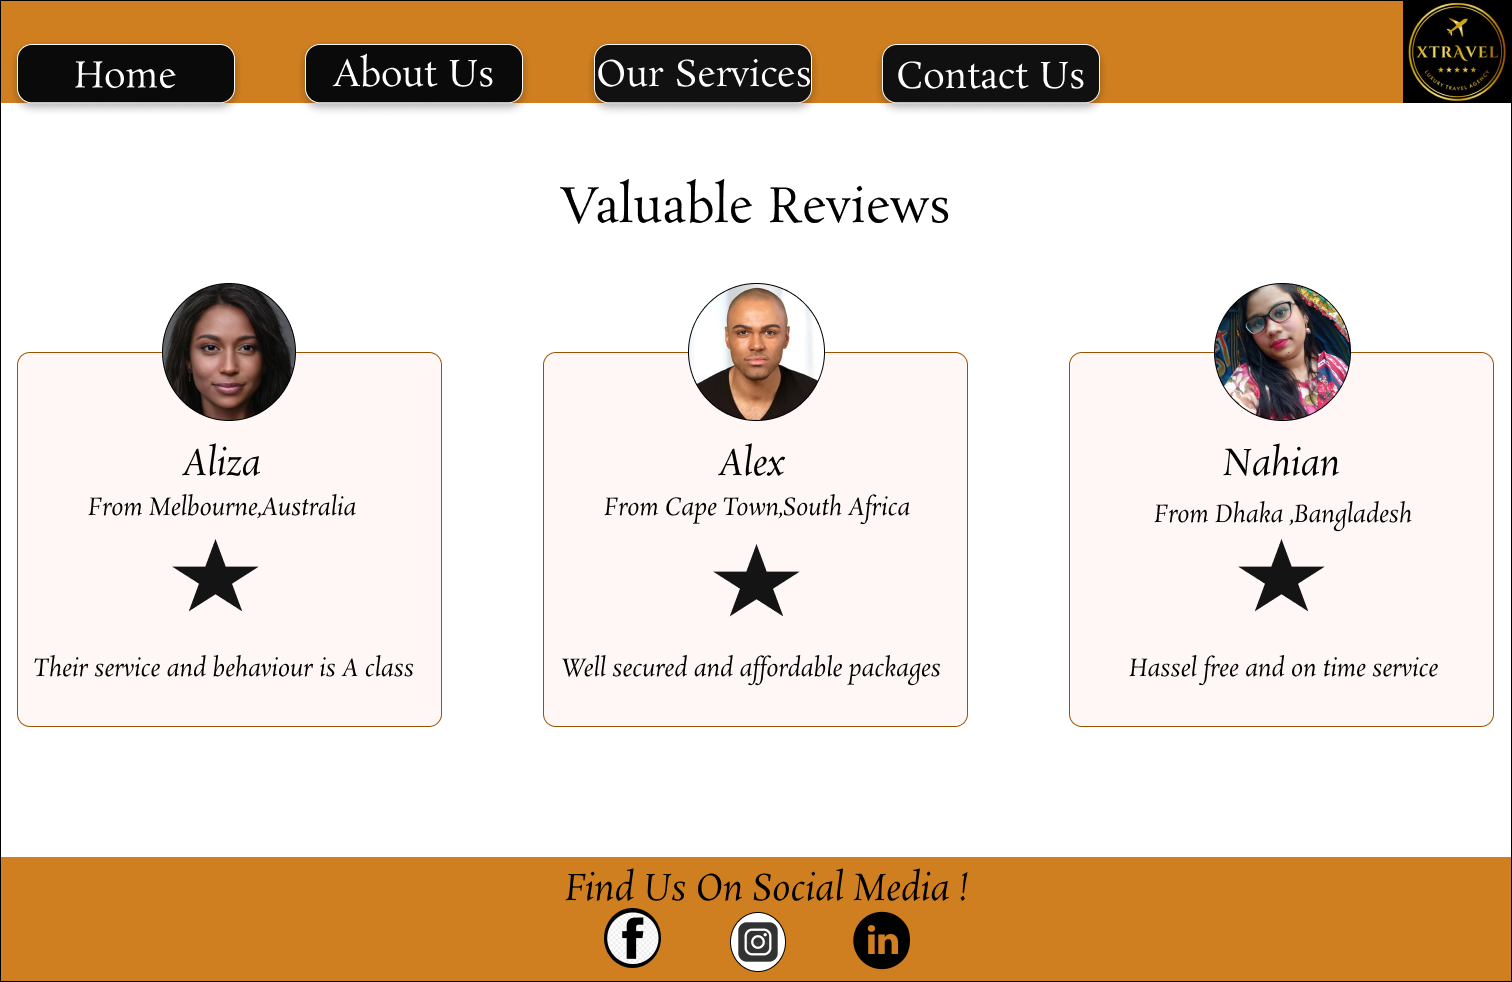 Home
About Us
Our Services
Contact Us
XTRAVEL
LUXURY TRAVEL AGENCY
Valuable Reviews
Aliza
From Melbourne,Australia
Their service and behaviour is A class
Alex
From Cape Town,South Africa
Well secured and affordable packages
Nahian
From Dhaka ,Bangladesh
Hassel free and on time service
Find Us On Social Media !
f
in